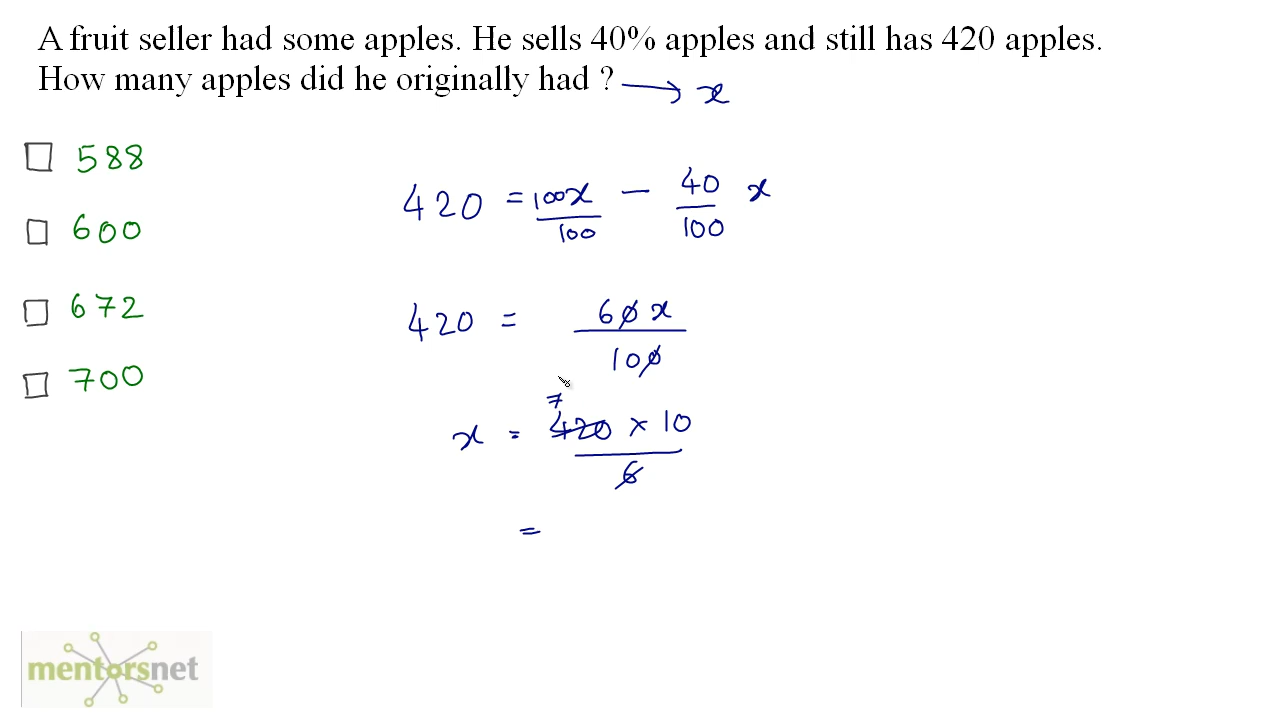 A fruit seller had some apples. He sells 40% apples and still has 420 apples.
How many apples did he originally had ? → x
588
600
672
700
420 = 100x/100 − 40/100 x
420 = 60x/100
7
x = 420 × 10/6
=
mentorsnet